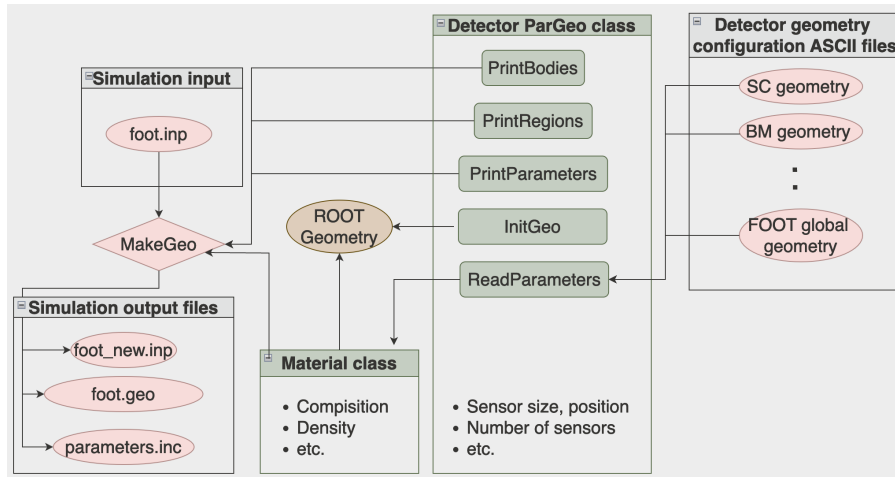 Simulation input
foot.inp
MakeGeo
Simulation output files
foot_new.inp
foot.geo
parameters.inc
ROOT
Geometry
Material class
• Compisition
• Density
• etc.
Detector ParGeo class
PrintBodies
PrintRegions
PrintParameters
InitGeo
ReadParameters
• Sensor size, position
• Number of sensors
• etc.
Detector geometry
configuration ASCII files
SC geometry
BM geometry
FOOT global
geometry